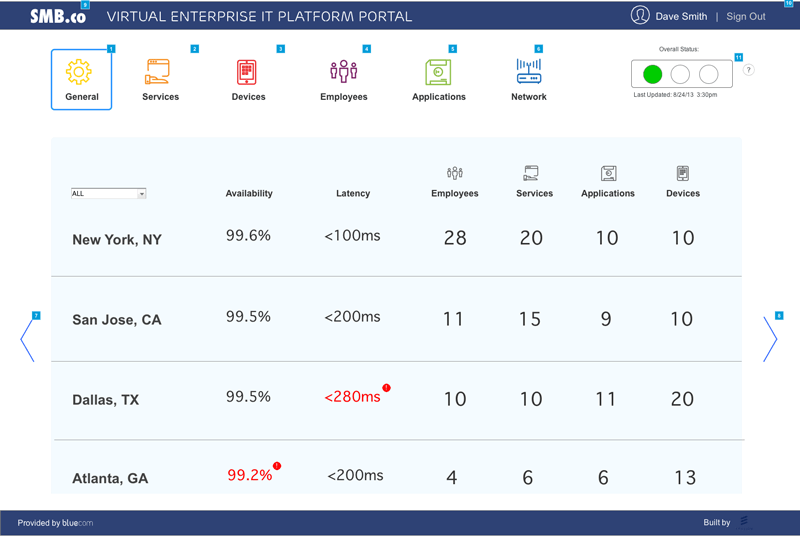 SMB.co VIRTUAL ENTERPRISE IT PLATFORM PORTAL Dave Smith | Sign Out
1 2 3 4 5 6 11
Overall Status:
?
General Services Devices Employees Applications Network
Last Updated: 8/24/13 3:30pm
ALL Availability Latency Employees Services Applications Devices
New York, NY 99.6% <100ms 28 20 10 10
7
San Jose, CA 99.5% <200ms 11 15 9 10
Dallas, TX 99.5% <280ms ! 10 10 11 20
Atlanta, GA 99.2% ! <200ms 4 6 6 13
Provided by bluecom Built by